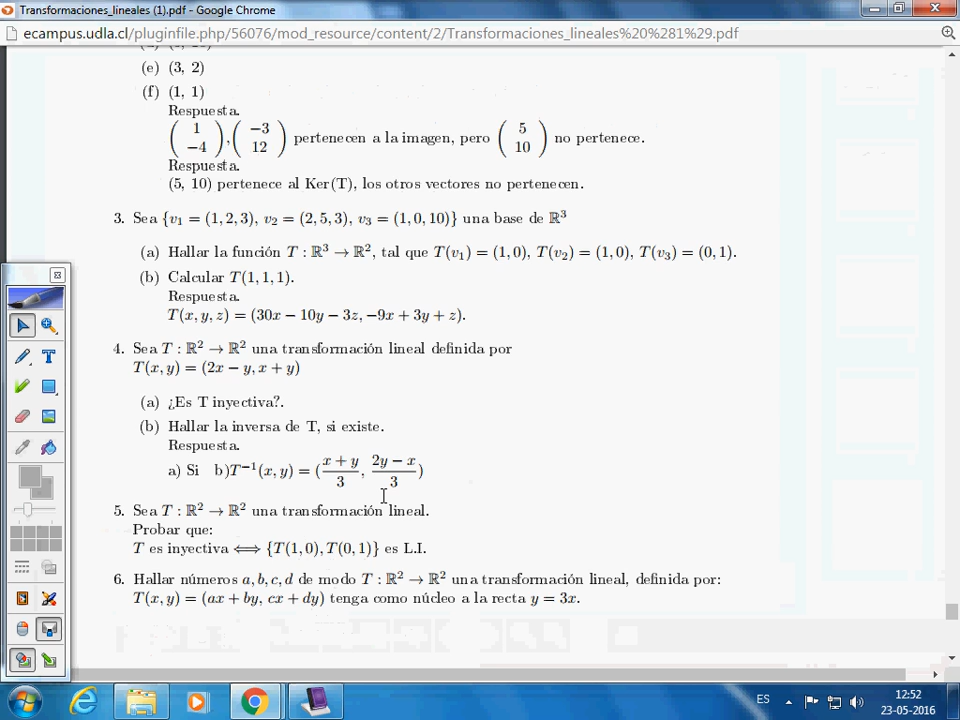 Transformaciones_lineales (1).pdf - Google Chrome
ecampus.udla.cl/pluginfile.php/56076/mod_resource/content/2/Transformaciones_lineales%20%281%29.pdf
(e) (3, 2)
(f) (1, 1)
Respuesta.
( 1 -4 ), ( −3 12 ) pertenecen a la imagen, pero ( 5 10 ) no pertenece.
Respuesta.
(5, 10) pertenece al Ker(T), los otros vectores no pertenecen.
3. Sea {v₁ = (1, 2, 3), v₂ = (2, 5, 3), v₃ = (1, 0, 10)} una base de ℝ³
(a) Hallar la función T : ℝ³ → ℝ², tal que T(v₁) = (1, 0), T(v₂) = (1, 0), T(v₃) = (0, 1).
(b) Calcular T(1, 1, 1).
Respuesta.
T(x, y, z) = (30x − 10y − 3z, −9x + 3y + z).
4. Sea T : ℝ² → ℝ² una transformación lineal definida por
T(x, y) = (2x − y, x + y)
(a) ¿Es T inyectiva?.
(b) Hallar la inversa de T, si existe.
Respuesta.
a) Si b)T⁻¹(x, y) = ( (x + y)/3 , (2y − x)/3 )
5. Sea T : ℝ² → ℝ² una transformación lineal.
Probar que:
T es inyectiva ⟺ {T(1, 0), T(0, 1)} es L.I.
6. Hallar números a, b, c, d de modo T : ℝ² → ℝ² una transformación lineal, definida por:
T(x, y) = (ax + by, cx + dy) tenga como núcleo a la recta y = 3x.
T
ES
12:52
23-05-2016